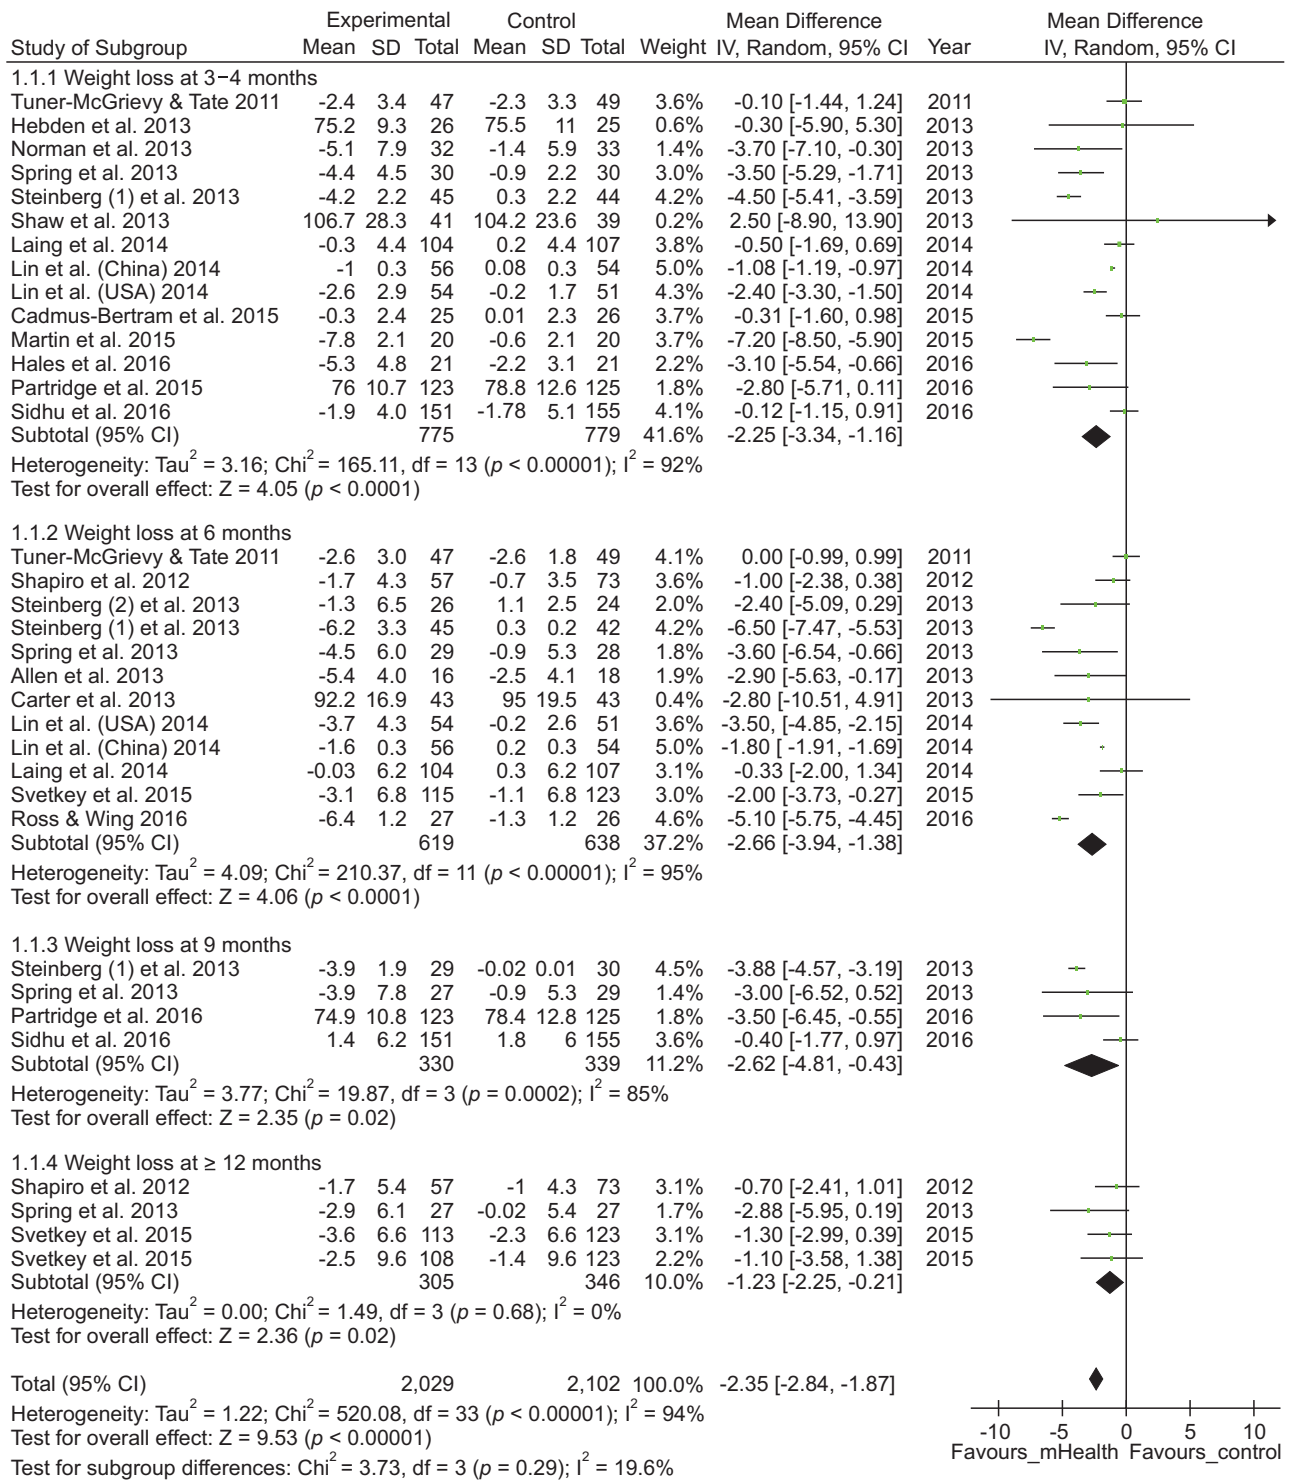 Experimental Control Mean Difference Mean Difference
Study of Subgroup Mean SD Total Mean SD Total Weight IV, Random, 95% CI Year IV, Random, 95% CI
1.1.1 Weight loss at 3−4 months
Tuner-McGrievy & Tate 2011 -2.4 3.4 47 -2.3 3.3 49 3.6% -0.10 [-1.44, 1.24] 2011
Hebden et al. 2013 75.2 9.3 26 75.5 11 25 0.6% -0.30 [-5.90, 5.30] 2013
Norman et al. 2013 -5.1 7.9 32 -1.4 5.9 33 1.4% -3.70 [-7.10, -0.30] 2013
Spring et al. 2013 -4.4 4.5 30 -0.9 2.2 30 3.0% -3.50 [-5.29, -1.71] 2013
Steinberg (1) et al. 2013 -4.2 2.2 45 0.3 2.2 44 4.2% -4.50 [-5.41, -3.59] 2013
Shaw et al. 2013 106.7 28.3 41 104.2 23.6 39 0.2% 2.50 [-8.90, 13.90] 2013
Laing et al. 2014 -0.3 4.4 104 0.2 4.4 107 3.8% -0.50 [-1.69, 0.69] 2014
Lin et al. (China) 2014 -1 0.3 56 0.08 0.3 54 5.0% -1.08 [-1.19, -0.97] 2014
Lin et al. (USA) 2014 -2.6 2.9 54 -0.2 1.7 51 4.3% -2.40 [-3.30, -1.50] 2014
Cadmus-Bertram et al. 2015 -0.3 2.4 25 0.01 2.3 26 3.7% -0.31 [-1.60, 0.98] 2015
Martin et al. 2015 -7.8 2.1 20 -0.6 2.1 20 3.7% -7.20 [-8.50, -5.90] 2015
Hales et al. 2016 -5.3 4.8 21 -2.2 3.1 21 2.2% -3.10 [-5.54, -0.66] 2016
Partridge et al. 2015 76 10.7 123 78.8 12.6 125 1.8% -2.80 [-5.71, 0.11] 2016
Sidhu et al. 2016 -1.9 4.0 151 -1.78 5.1 155 4.1% -0.12 [-1.15, 0.91] 2016
Subtotal (95% CI) 775 779 41.6% -2.25 [-3.34, -1.16]
Heterogeneity: Tau² = 3.16; Chi² = 165.11, df = 13 (p < 0.00001); I² = 92%
Test for overall effect: Z = 4.05 (p < 0.0001)
1.1.2 Weight loss at 6 months
Tuner-McGrievy & Tate 2011 -2.6 3.0 47 -2.6 1.8 49 4.1% 0.00 [-0.99, 0.99] 2011
Shapiro et al. 2012 -1.7 4.3 57 -0.7 3.5 73 3.6% -1.00 [-2.38, 0.38] 2012
Steinberg (2) et al. 2013 -1.3 6.5 26 1.1 2.5 24 2.0% -2.40 [-5.09, 0.29] 2013
Steinberg (1) et al. 2013 -6.2 3.3 45 0.3 0.2 42 4.2% -6.50 [-7.47, -5.53] 2013
Spring et al. 2013 -4.5 6.0 29 -0.9 5.3 28 1.8% -3.60 [-6.54, -0.66] 2013
Allen et al. 2013 -5.4 4.0 16 -2.5 4.1 18 1.9% -2.90 [-5.63, -0.17] 2013
Carter et al. 2013 92.2 16.9 43 95 19.5 43 0.4% -2.80 [-10.51, 4.91] 2013
Lin et al. (USA) 2014 -3.7 4.3 54 -0.2 2.6 51 3.6% -3.50, [-4.85, -2.15] 2014
Lin et al. (China) 2014 -1.6 0.3 56 0.2 0.3 54 5.0% -1.80 [ -1.91, -1.69] 2014
Laing et al. 2014 -0.03 6.2 104 0.3 6.2 107 3.1% -0.33 [-2.00, 1.34] 2014
Svetkey et al. 2015 -3.1 6.8 115 -1.1 6.8 123 3.0% -2.00 [-3.73, -0.27] 2015
Ross & Wing 2016 -6.4 1.2 27 -1.3 1.2 26 4.6% -5.10 [-5.75, -4.45] 2016
Subtotal (95% CI) 619 638 37.2% -2.66 [-3.94, -1.38]
Heterogeneity: Tau² = 4.09; Chi² = 210.37, df = 11 (p < 0.00001); I² = 95%
Test for overall effect: Z = 4.06 (p < 0.0001)
1.1.3 Weight loss at 9 months
Steinberg (1) et al. 2013 -3.9 1.9 29 -0.02 0.01 30 4.5% -3.88 [-4.57, -3.19] 2013
Spring et al. 2013 -3.9 7.8 27 -0.9 5.3 29 1.4% -3.00 [-6.52, 0.52] 2013
Partridge et al. 2016 74.9 10.8 123 78.4 12.8 125 1.8% -3.50 [-6.45, -0.55] 2016
Sidhu et al. 2016 1.4 6.2 151 1.8 6 155 3.6% -0.40 [-1.77, 0.97] 2016
Subtotal (95% CI) 330 339 11.2% -2.62 [-4.81, -0.43]
Heterogeneity: Tau² = 3.77; Chi² = 19.87, df = 3 (p = 0.0002); I² = 85%
Test for overall effect: Z = 2.35 (p = 0.02)
1.1.4 Weight loss at ≥ 12 months
Shapiro et al. 2012 -1.7 5.4 57 -1 4.3 73 3.1% -0.70 [-2.41, 1.01] 2012
Spring et al. 2013 -2.9 6.1 27 -0.02 5.4 27 1.7% -2.88 [-5.95, 0.19] 2013
Svetkey et al. 2015 -3.6 6.6 113 -2.3 6.6 123 3.1% -1.30 [-2.99, 0.39] 2015
Svetkey et al. 2015 -2.5 9.6 108 -1.4 9.6 123 2.2% -1.10 [-3.58, 1.38] 2015
Subtotal (95% CI) 305 346 10.0% -1.23 [-2.25, -0.21]
Heterogeneity: Tau² = 0.00; Chi² = 1.49, df = 3 (p = 0.68); I² = 0%
Test for overall effect: Z = 2.36 (p = 0.02)
Total (95% CI) 2,029 2,102 100.0% -2.35 [-2.84, -1.87]
Heterogeneity: Tau² = 1.22; Chi² = 520.08, df = 33 (p < 0.00001); I² = 94%
Test for overall effect: Z = 9.53 (p < 0.00001)
Test for subgroup differences: Chi² = 3.73, df = 3 (p = 0.29); I² = 19.6%
-10 -5 0 5 10
Favours_mHealth Favours_control